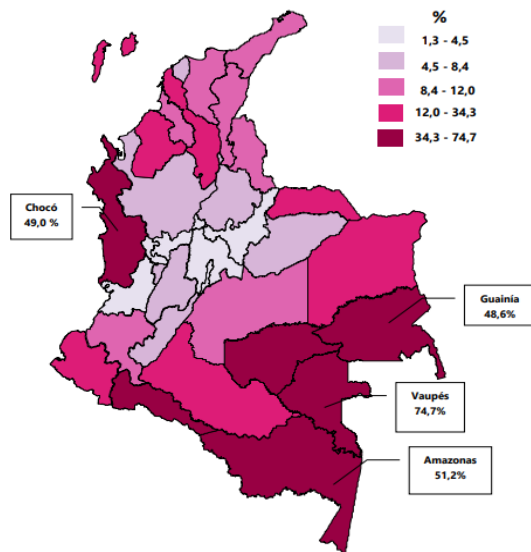 %
1,3 - 4,5
4,5 - 8,4
8,4 - 12,0
12,0 - 34,3
34,3 - 74,7
Chocó
49,0 %
Guainía
48,6%
Vaupés
74,7%
Amazonas
51,2%